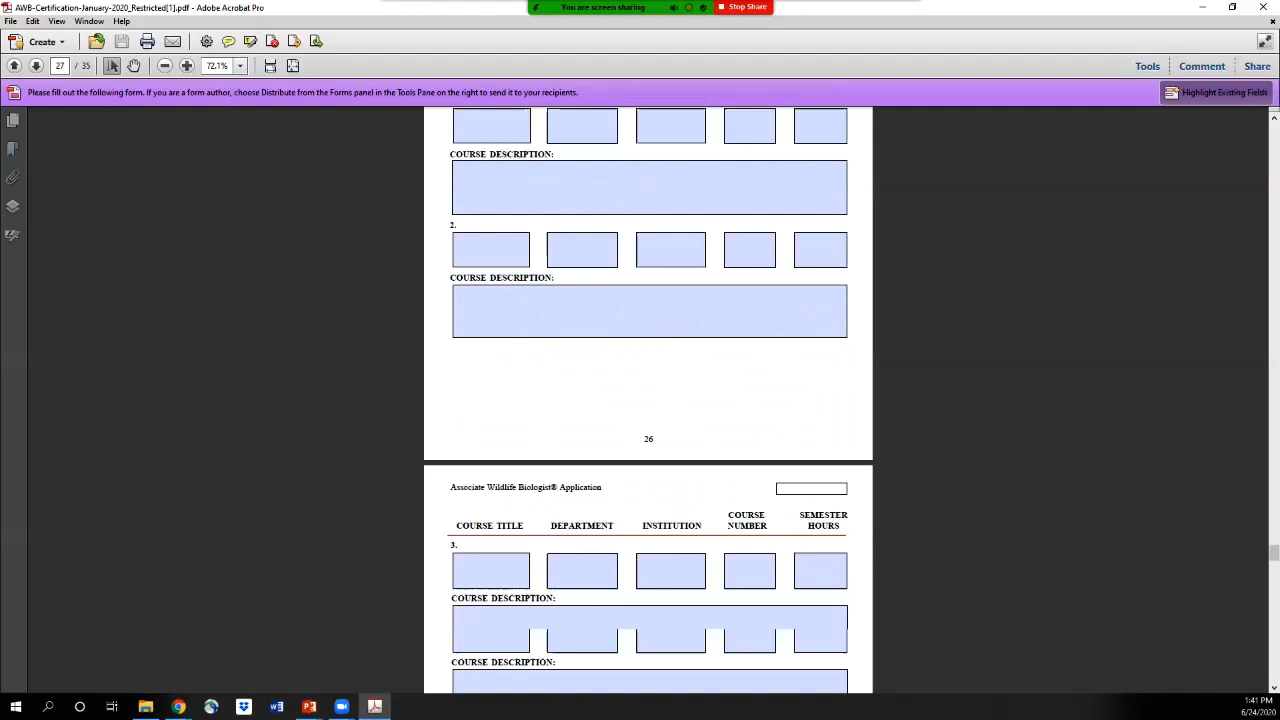 AWB-Certification-January-2020_Restricted[1].pdf - Adobe Acrobat Pro
You are screen sharing
Stop Share
File Edit View Window Help
Create
27 / 35
72.1%
Tools Comment Share
Please fill out the following form. If you are a form author, choose Distribute from the Forms panel in the Tools Pane on the right to send it to your recipients.
Highlight Existing Fields
COURSE DESCRIPTION:
2.
COURSE DESCRIPTION:
26
Associate Wildlife Biologist® Application
COURSE TITLE DEPARTMENT INSTITUTION COURSE NUMBER SEMESTER HOURS
3.
COURSE DESCRIPTION:
COURSE DESCRIPTION:
1:41 PM
6/24/2020